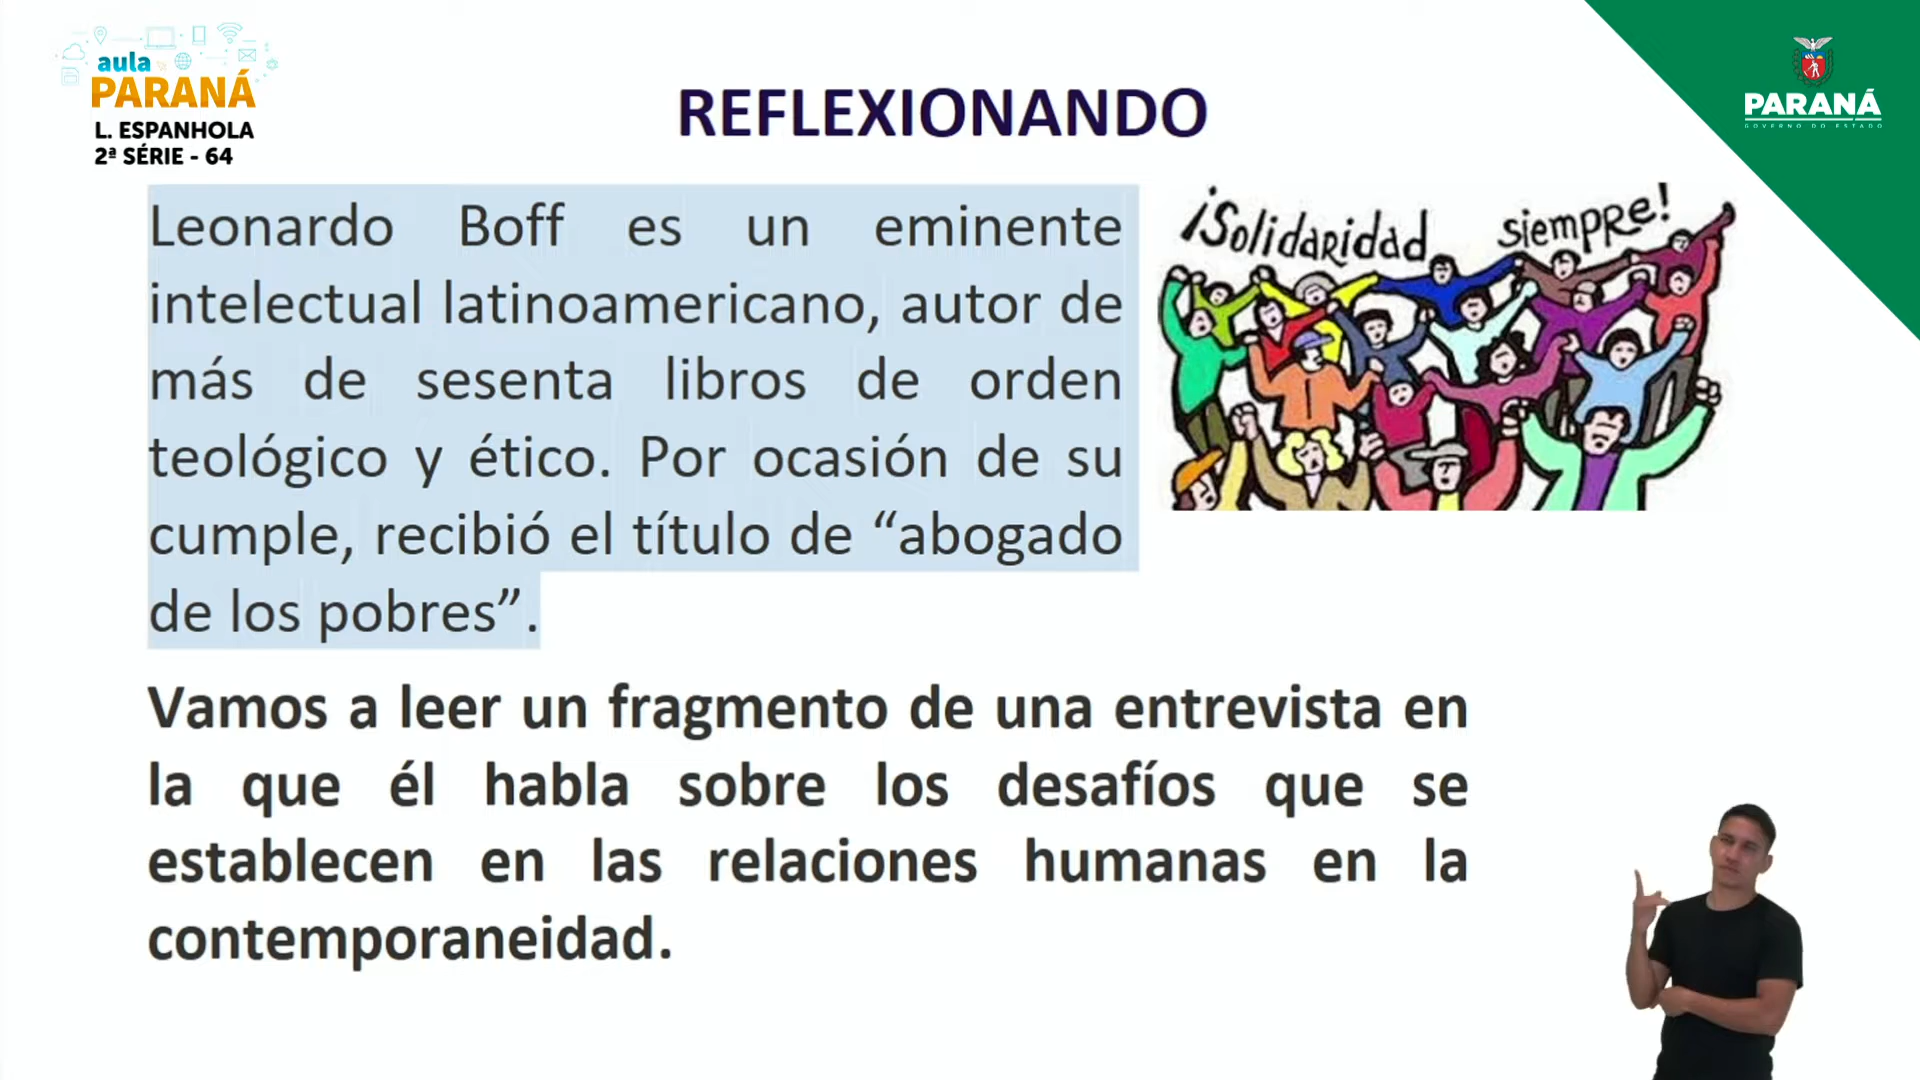 aula
PARANÁ
L. ESPANHOLA
2ª SÉRIE - 64
REFLEXIONANDO
PARANÁ
GOVERNO DO ESTADO
Leonardo Boff es un eminente
intelectual latinoamericano, autor de
más de sesenta libros de orden
teológico y ético. Por ocasión de su
cumple, recibió el título de “abogado
de los pobres”.
¡Solidaridad siempre!
Vamos a leer un fragmento de una entrevista en
la que él habla sobre los desafíos que se
establecen en las relaciones humanas en la
contemporaneidad.